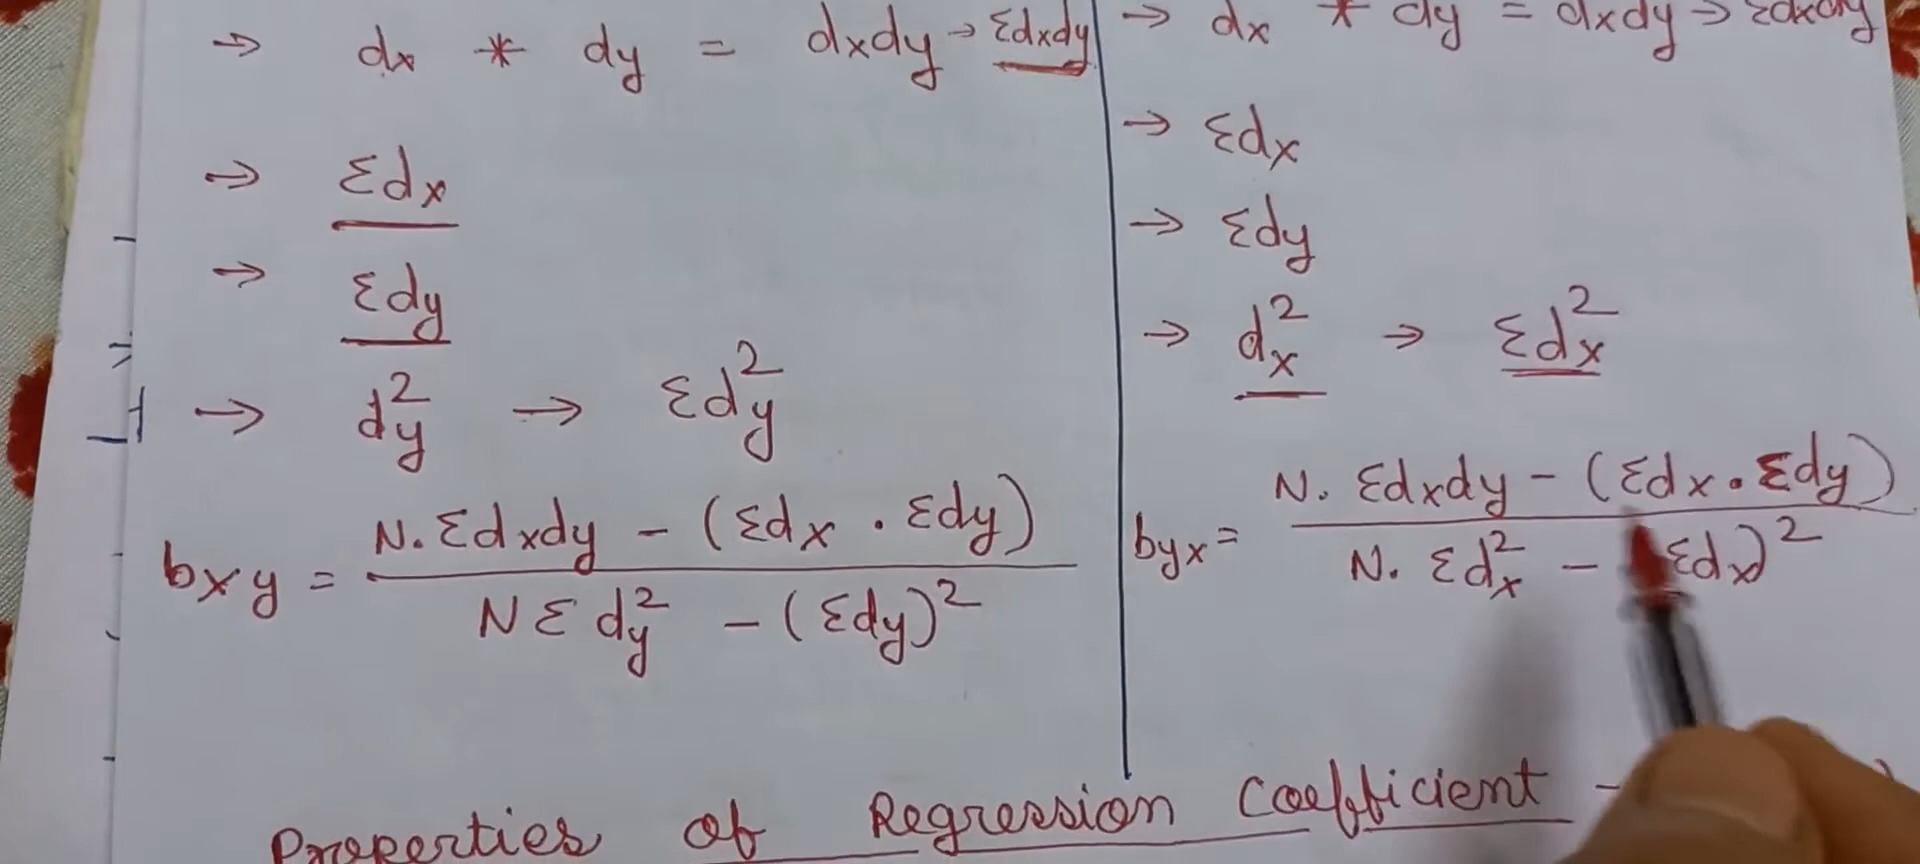 → dx * dy = dxdy → Σdxdy
→ Σdx
→ Σdy
→ dy² → Σdy²
bxy = N.Σdxdy - (Σdx . Σdy) / NΣdy² - (Σdy)²
→ dx * dy = dxdy → Σdxdy
→ Σdx
→ Σdy
→ dx² → Σdx²
byx = N. Σdxdy - (Σdx . Σdy) / N. Σdx² - Σdx)²
Properties of Regression Coefficient -